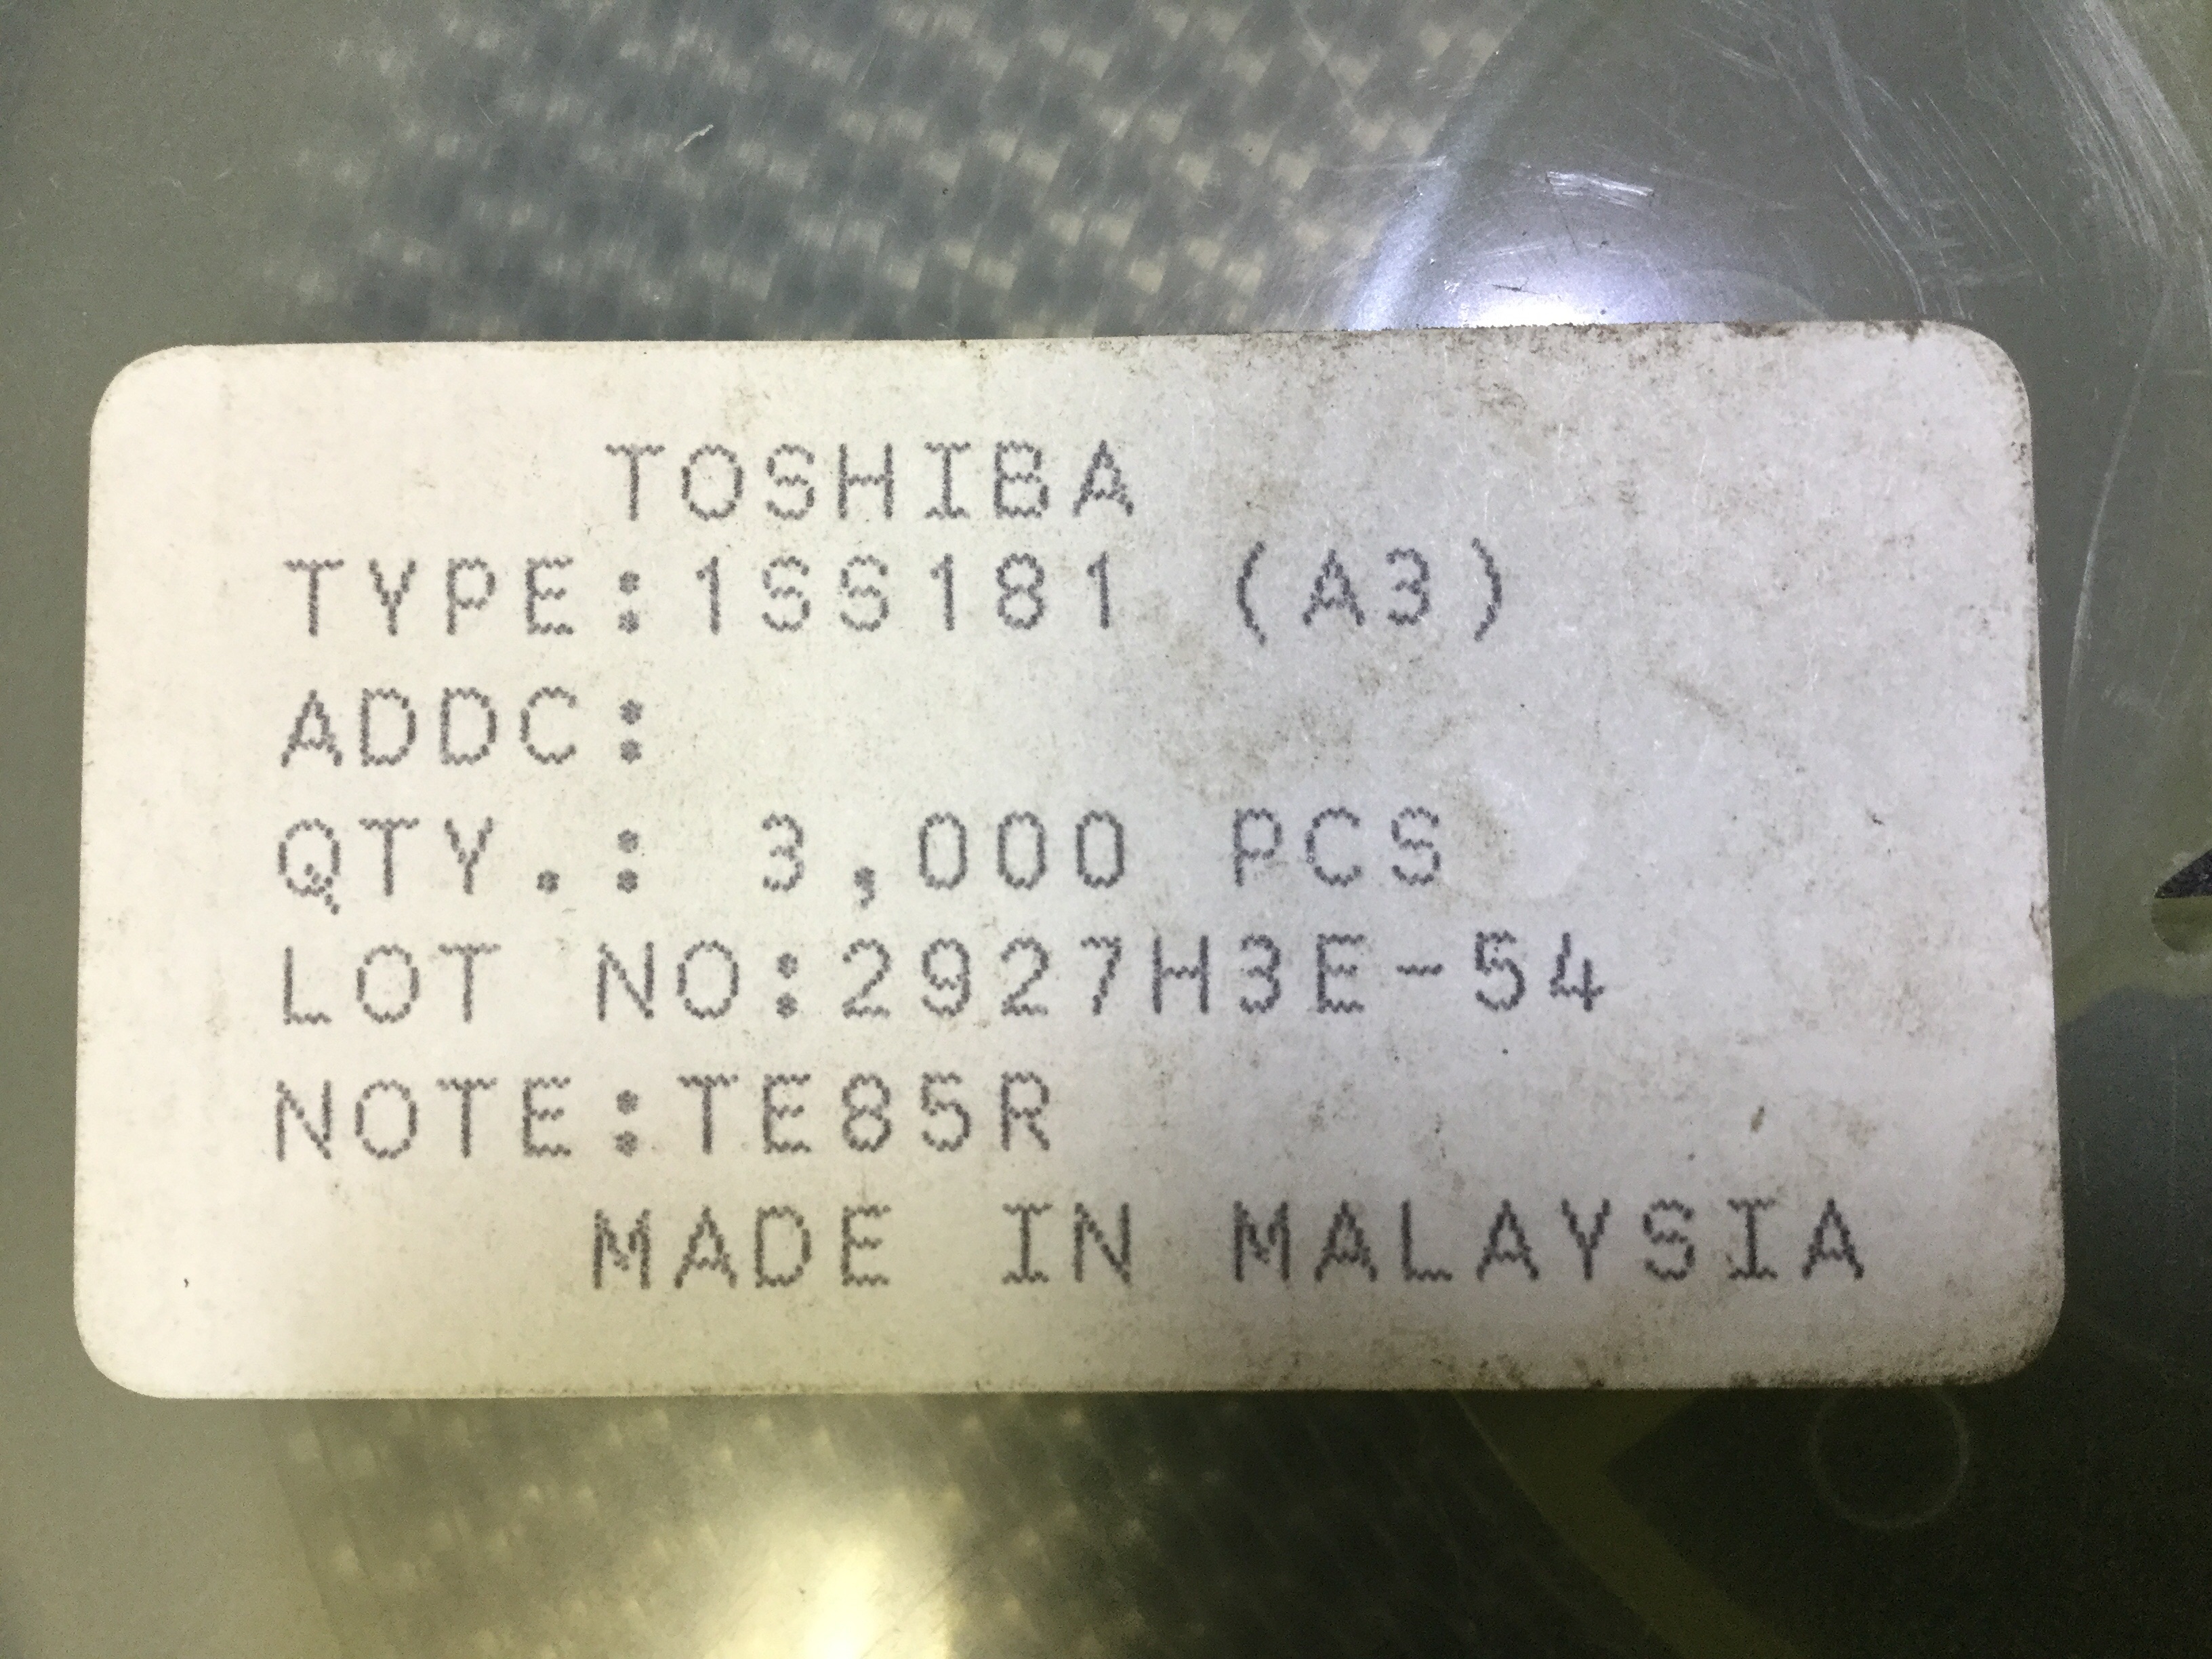 TOSHIBA
TYPE:1SS181 (A3)
ADDC:
QTY.: 3,000 PCS
LOT NO:2927H3E-54
NOTE:TE85R
MADE IN MALAYSIA